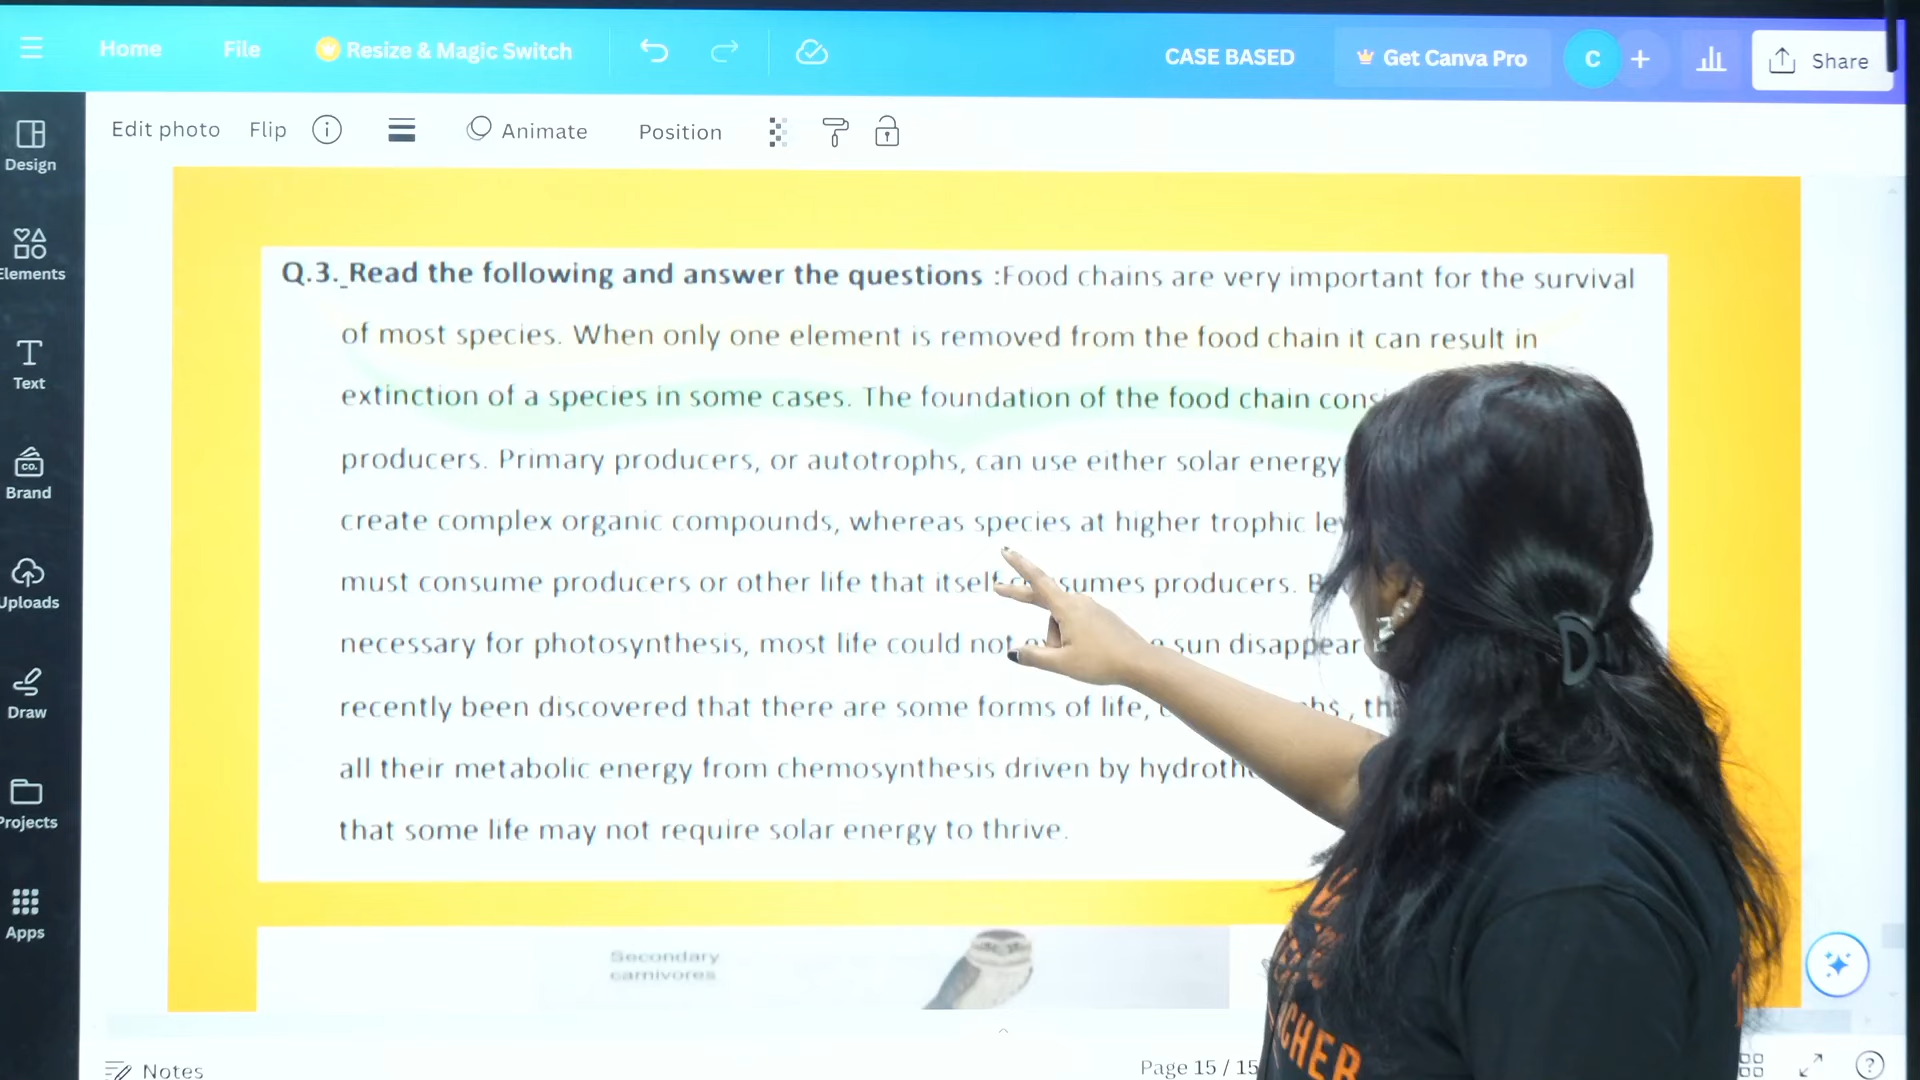 Home File Resize & Magic Switch CASE BASED Get Canva Pro C + Share
Edit photo Flip Animate Position
Design
Elements
Text
Brand
Uploads
Draw
Projects
Apps
Q.3. Read the following and answer the questions :Food chains are very important for the survival
of most species. When only one element is removed from the food chain it can result in
extinction of a species in some cases. The foundation of the food chain
producers. Primary producers, or autotrophs, can use either solar energy
create complex organic compounds, whereas species at higher trophic
must consume producers or other life that itself consumes producers.
necessary for photosynthesis, most life could not sun disappear
recently been discovered that there are some forms of life,
all their metabolic energy from chemosynthesis driven by
that some life may not require solar energy to thrive.
Secondary
carnivores
Notes Page 15 / 15